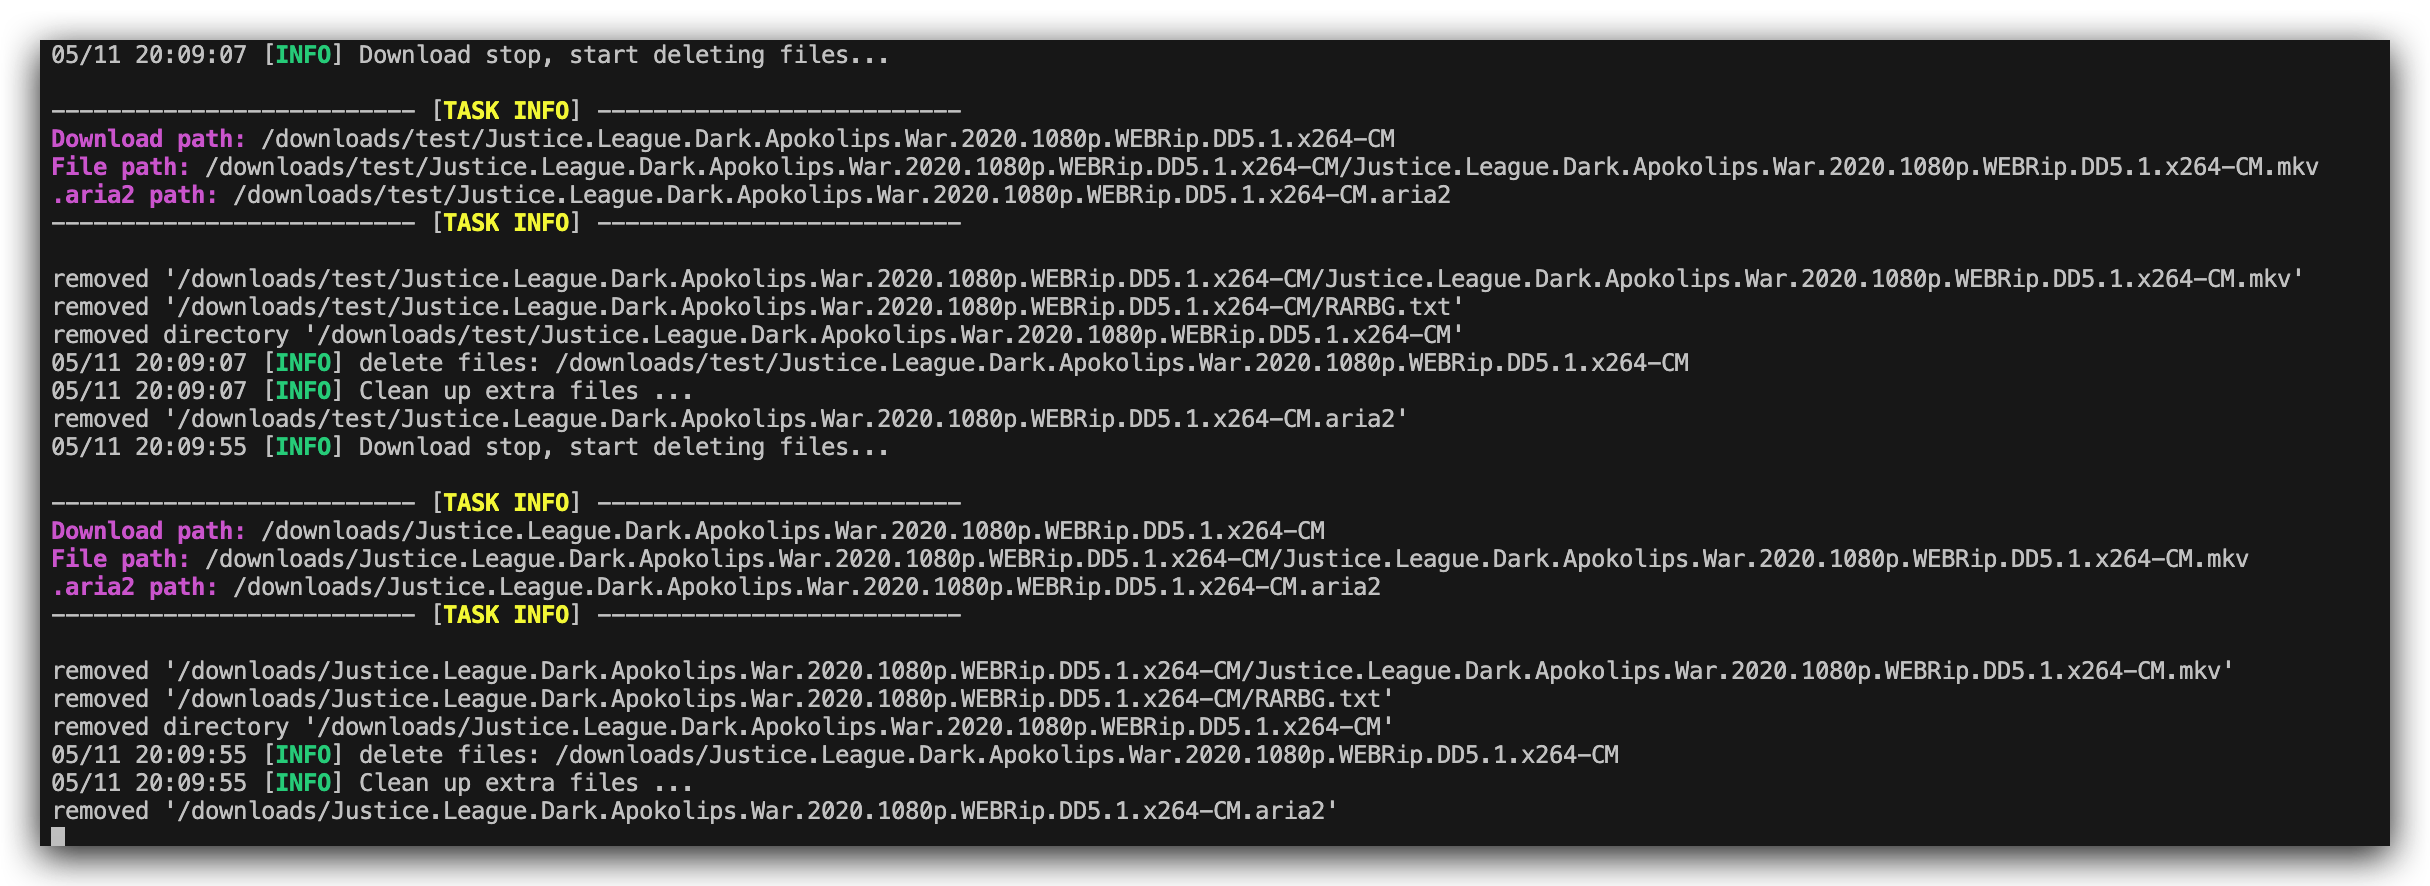 05/11 20:09:07 [INFO] Download stop, start deleting files...
-------------------------- [TASK INFO] --------------------------
Download path: /downloads/test/Justice.League.Dark.Apokolips.War.2020.1080p.WEBRip.DD5.1.x264-CM
File path: /downloads/test/Justice.League.Dark.Apokolips.War.2020.1080p.WEBRip.DD5.1.x264-CM/Justice.League.Dark.Apokolips.War.2020.1080p.WEBRip.DD5.1.x264-CM.mkv
.aria2 path: /downloads/test/Justice.League.Dark.Apokolips.War.2020.1080p.WEBRip.DD5.1.x264-CM.aria2
-------------------------- [TASK INFO] --------------------------
removed '/downloads/test/Justice.League.Dark.Apokolips.War.2020.1080p.WEBRip.DD5.1.x264-CM/Justice.League.Dark.Apokolips.War.2020.1080p.WEBRip.DD5.1.x264-CM.mkv'
removed '/downloads/test/Justice.League.Dark.Apokolips.War.2020.1080p.WEBRip.DD5.1.x264-CM/RARBG.txt'
removed directory '/downloads/test/Justice.League.Dark.Apokolips.War.2020.1080p.WEBRip.DD5.1.x264-CM'
05/11 20:09:07 [INFO] delete files: /downloads/test/Justice.League.Dark.Apokolips.War.2020.1080p.WEBRip.DD5.1.x264-CM
05/11 20:09:07 [INFO] Clean up extra files ...
removed '/downloads/test/Justice.League.Dark.Apokolips.War.2020.1080p.WEBRip.DD5.1.x264-CM.aria2'
05/11 20:09:55 [INFO] Download stop, start deleting files...
-------------------------- [TASK INFO] --------------------------
Download path: /downloads/Justice.League.Dark.Apokolips.War.2020.1080p.WEBRip.DD5.1.x264-CM
File path: /downloads/Justice.League.Dark.Apokolips.War.2020.1080p.WEBRip.DD5.1.x264-CM/Justice.League.Dark.Apokolips.War.2020.1080p.WEBRip.DD5.1.x264-CM.mkv
.aria2 path: /downloads/Justice.League.Dark.Apokolips.War.2020.1080p.WEBRip.DD5.1.x264-CM.aria2
-------------------------- [TASK INFO] --------------------------
removed '/downloads/Justice.League.Dark.Apokolips.War.2020.1080p.WEBRip.DD5.1.x264-CM/Justice.League.Dark.Apokolips.War.2020.1080p.WEBRip.DD5.1.x264-CM.mkv'
removed '/downloads/Justice.League.Dark.Apokolips.War.2020.1080p.WEBRip.DD5.1.x264-CM/RARBG.txt'
removed directory '/downloads/Justice.League.Dark.Apokolips.War.2020.1080p.WEBRip.DD5.1.x264-CM'
05/11 20:09:55 [INFO] delete files: /downloads/Justice.League.Dark.Apokolips.War.2020.1080p.WEBRip.DD5.1.x264-CM
05/11 20:09:55 [INFO] Clean up extra files ...
removed '/downloads/Justice.League.Dark.Apokolips.War.2020.1080p.WEBRip.DD5.1.x264-CM.aria2'